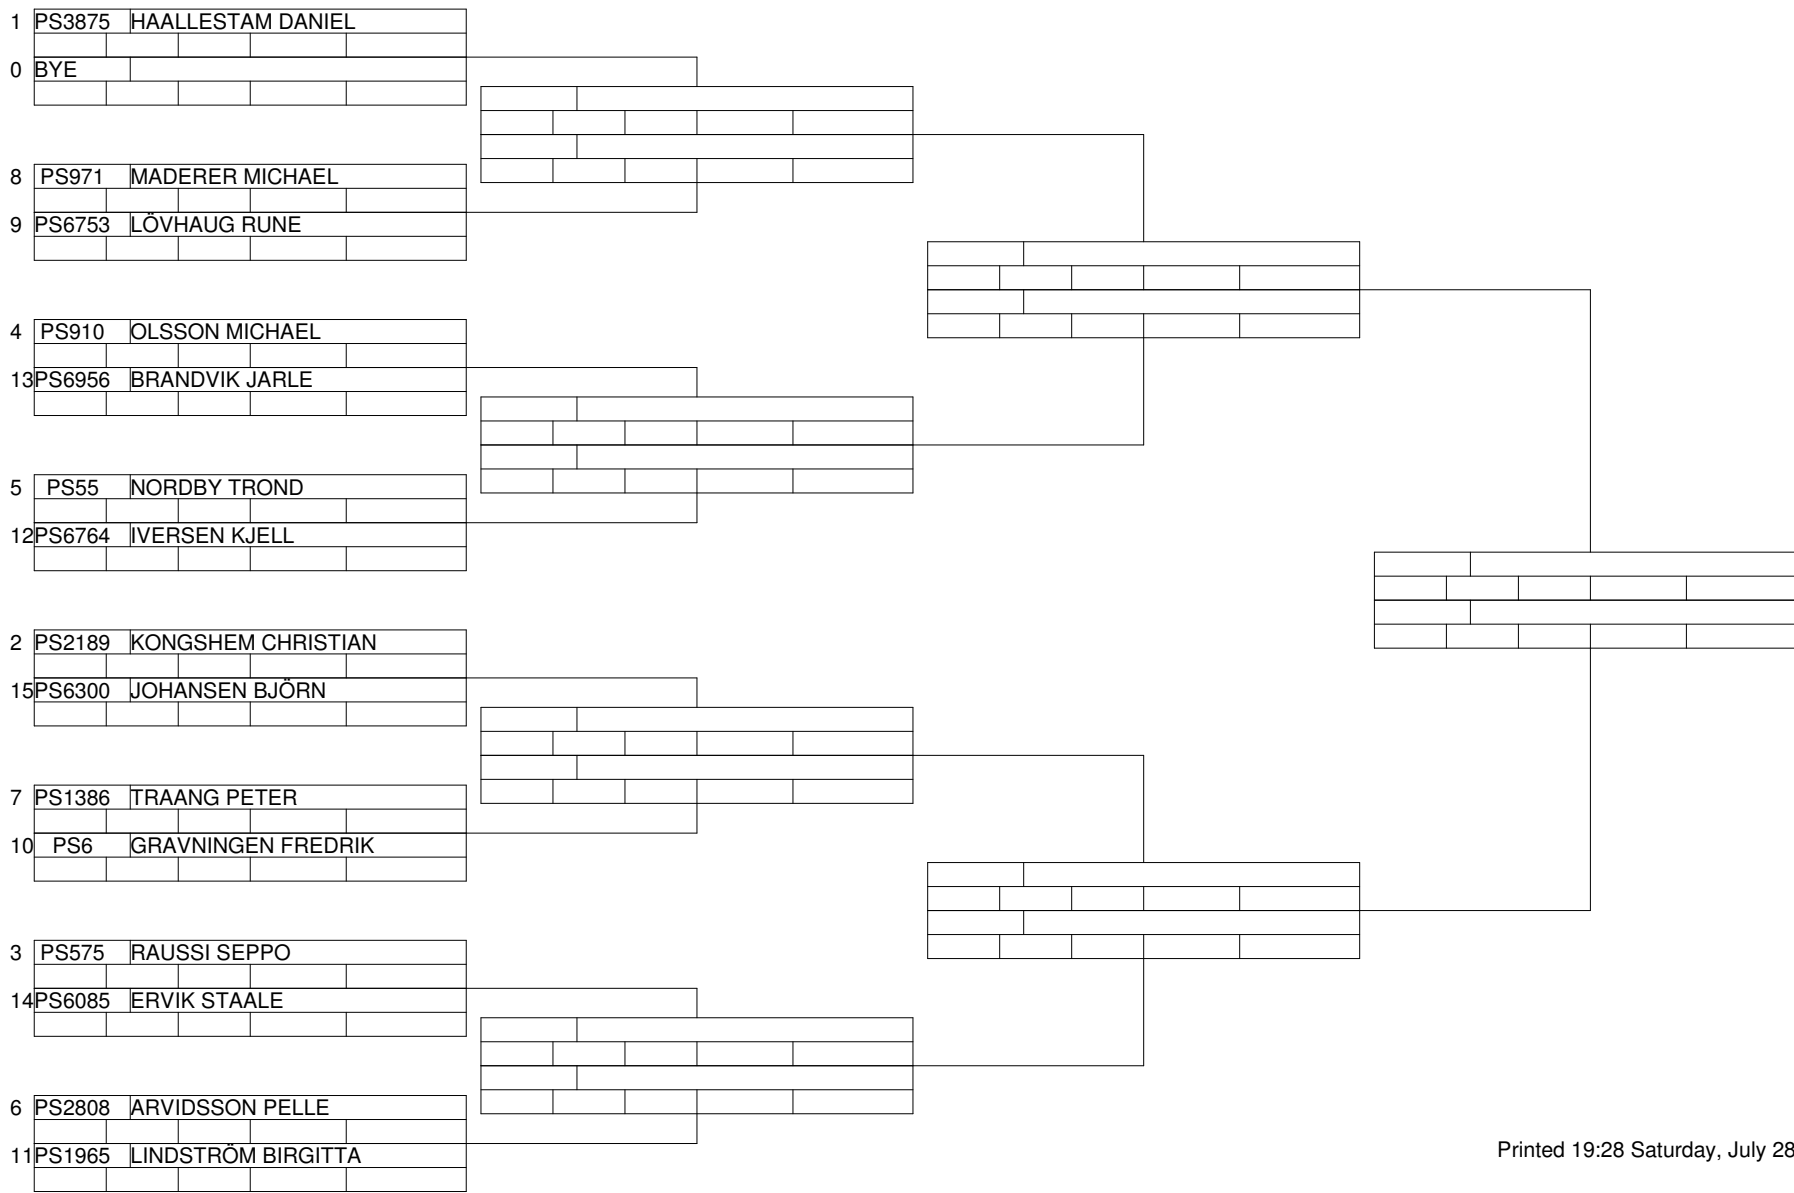 1 PS3875 HAALLESTAM DANIEL
0 BYE
8 PS971 MADERER MICHAEL
9 PS6753 LÖVHAUG RUNE
4 PS910 OLSSON MICHAEL
13 PS6956 BRANDVIK JARLE
5 PS55 NORDBY TROND
12 PS6764 IVERSEN KJELL
2 PS2189 KONGSHEM CHRISTIAN
15 PS6300 JOHANSEN BJÖRN
7 PS1386 TRAANG PETER
10 PS6 GRAVNINGEN FREDRIK
3 PS575 RAUSSI SEPPO
14 PS6085 ERVIK STAALE
6 PS2808 ARVIDSSON PELLE
11 PS1965 LINDSTRÖM BIRGITTA
Printed 19:28 Saturday, July 28